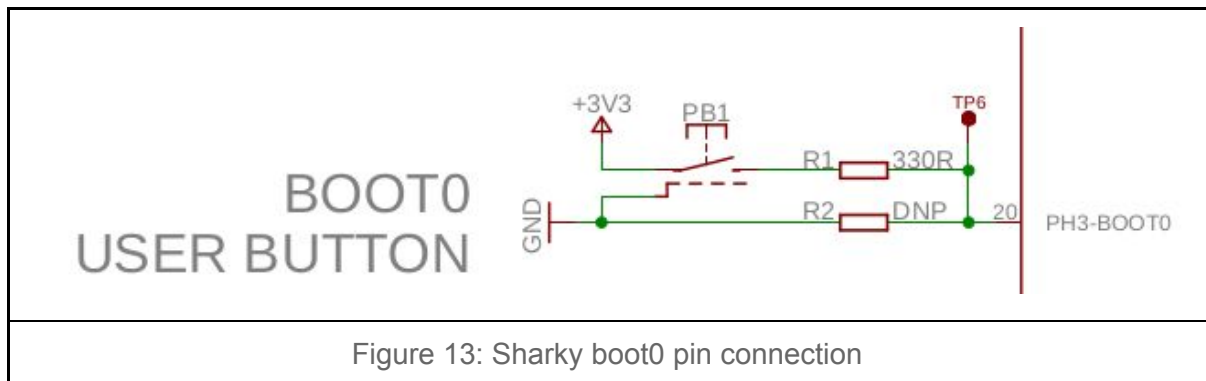 BOOT0
USER BUTTON
+3V3
PB1
TP6
R1
330R
GND
R2
DNP
20
PH3-BOOT0
Figure 13: Sharky boot0 pin connection